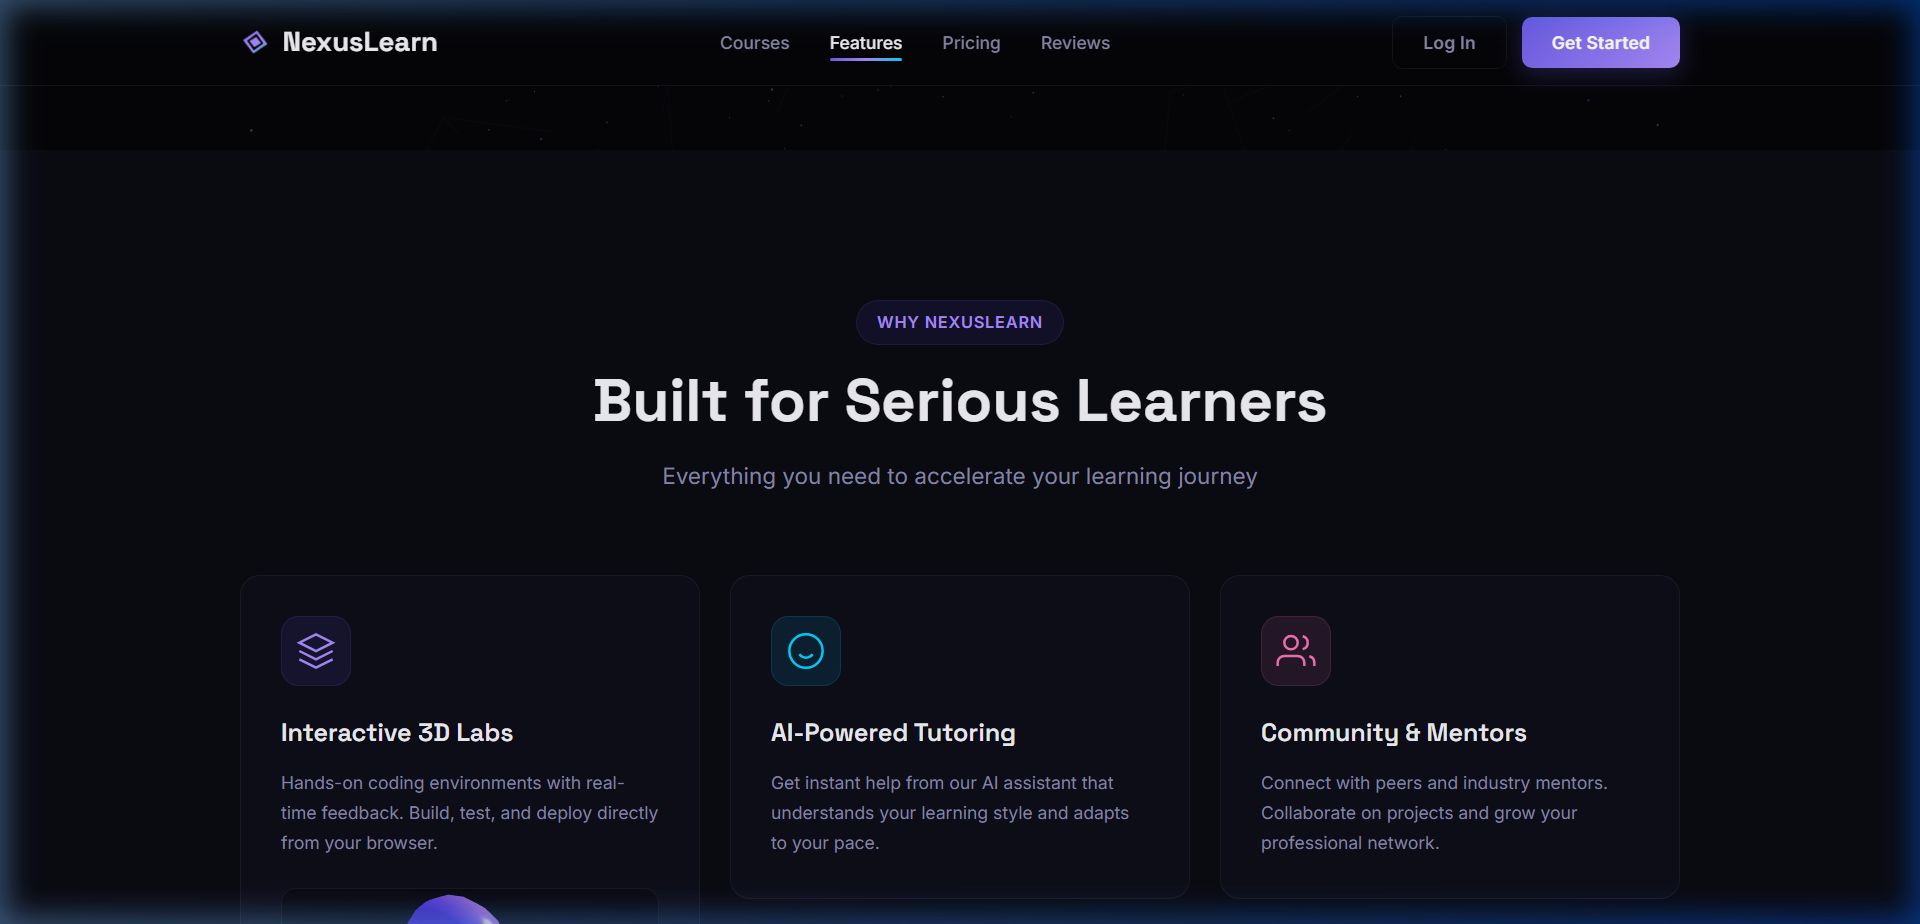 NexusLearn
Courses
Features
Pricing
Reviews
Log In
Get Started
WHY NEXUSLEARN
Built for Serious Learners
Everything you need to accelerate your learning journey
Interactive 3D Labs
Hands-on coding environments with real-
time feedback. Build, test, and deploy directly
from your browser.
AI-Powered Tutoring
Get instant help from our AI assistant that
understands your learning style and adapts
to your pace.
Community & Mentors
Connect with peers and industry mentors.
Collaborate on projects and grow your
professional network.